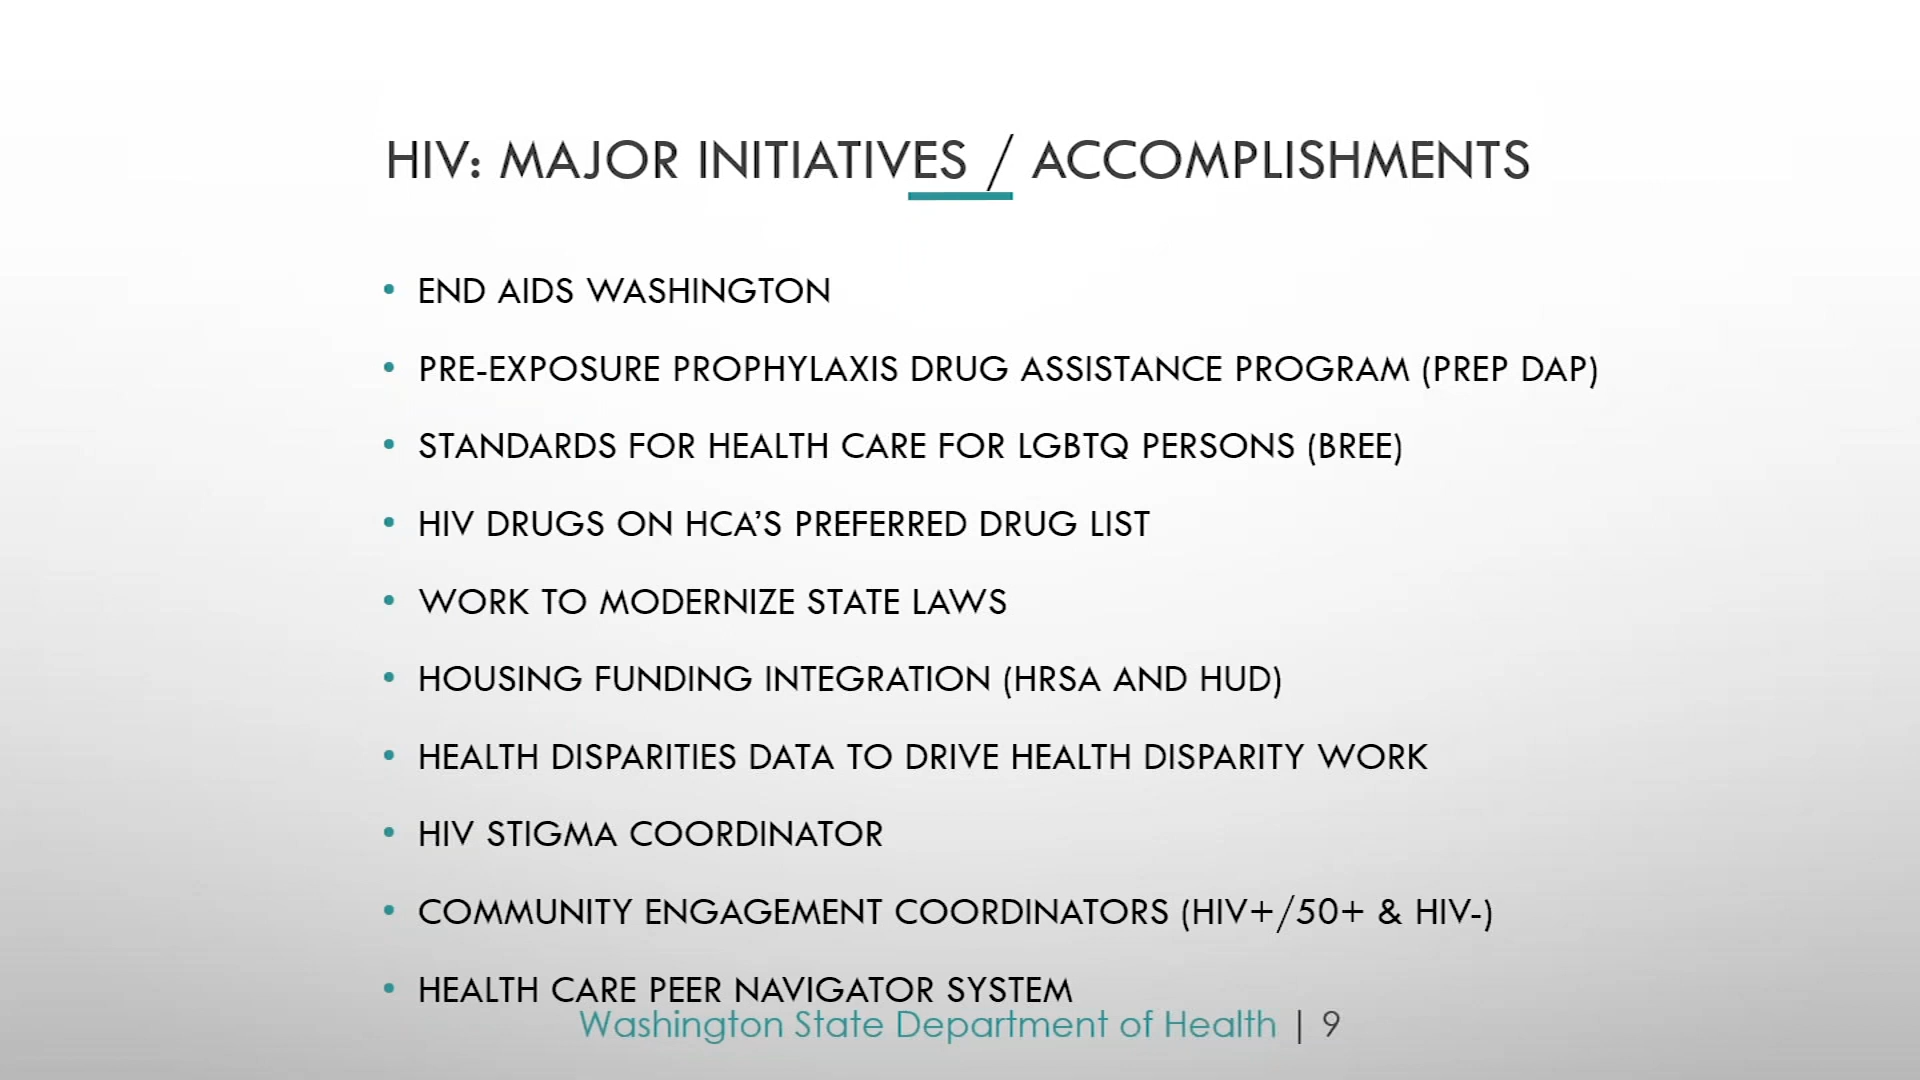 HIV: MAJOR INITIATIVES / ACCOMPLISHMENTS
• END AIDS WASHINGTON
• PRE-EXPOSURE PROPHYLAXIS DRUG ASSISTANCE PROGRAM (PREP DAP)
• STANDARDS FOR HEALTH CARE FOR LGBTQ PERSONS (BREE)
• HIV DRUGS ON HCA’S PREFERRED DRUG LIST
• WORK TO MODERNIZE STATE LAWS
• HOUSING FUNDING INTEGRATION (HRSA AND HUD)
• HEALTH DISPARITIES DATA TO DRIVE HEALTH DISPARITY WORK
• HIV STIGMA COORDINATOR
• COMMUNITY ENGAGEMENT COORDINATORS (HIV+/50+ & HIV-)
• HEALTH CARE PEER NAVIGATOR SYSTEM
Washington State Department of Health | 9